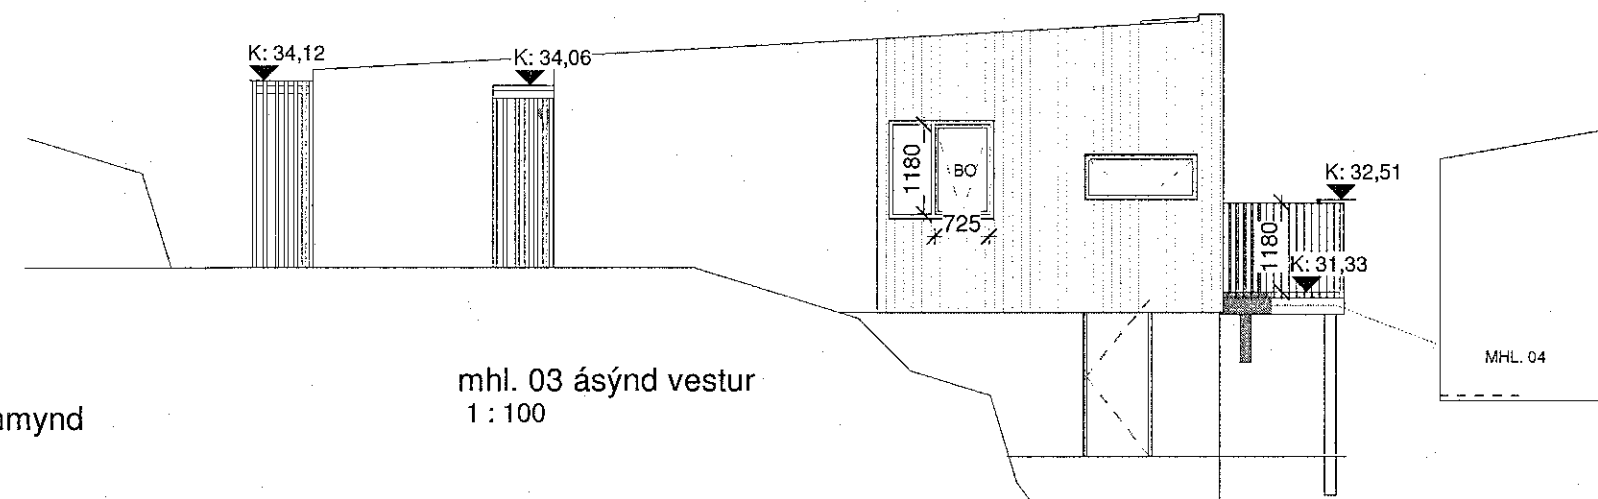 K: 34,12
K: 34,06
1180
BO
725
K: 32,51
1180
K: 31,33
MHL. 04
mhl. 03 ásýnd vestur
1 : 100
mynd